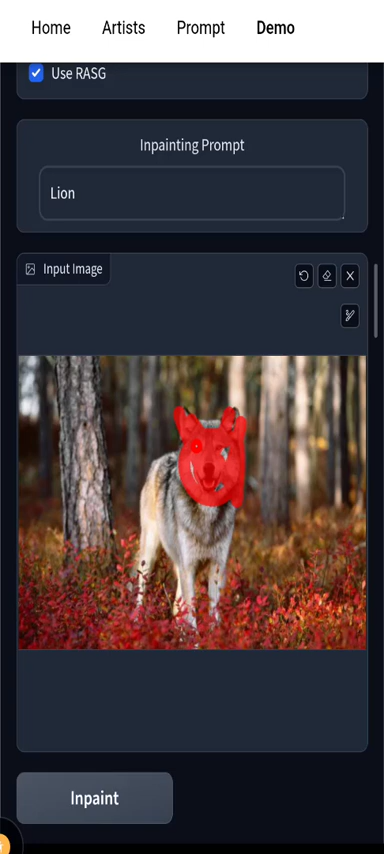 Home Artists Prompt Demo
Use RASG
Inpainting Prompt
Lion
Input Image
Inpaint